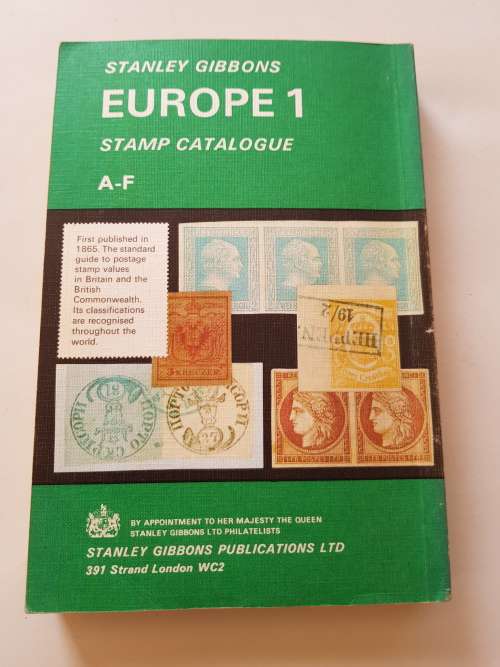 STANLEY GIBBONS
EUROPE 1
STAMP CATALOGUE
A-F
First published in
1865. The standard
guide to postage
stamp values
in Britain and the
British
Commonwealth.
Its classifications
are recognised
throughout the
world.
19/2
KREUZER
ПОРТО
BY APPOINTMENT TO HER MAJESTY THE QUEEN
STANLEY GIBBONS LTD PHILATELISTS
STANLEY GIBBONS PUBLICATIONS LTD
391 Strand London WC2